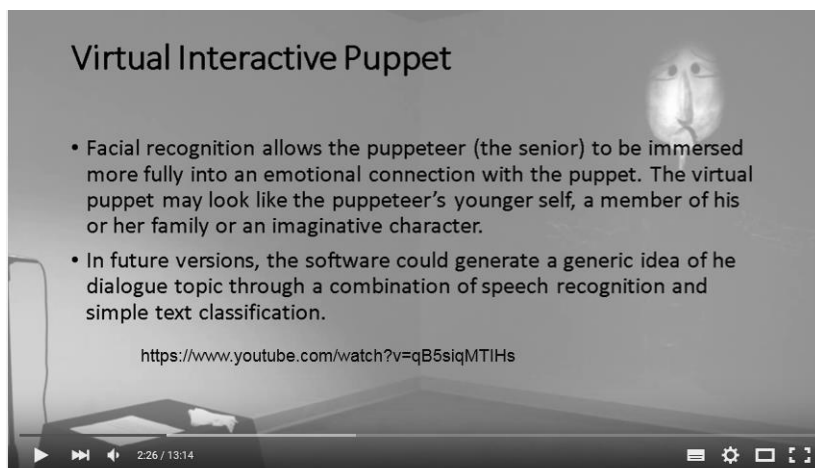 Virtual Interactive Puppet
• Facial recognition allows the puppeteer (the senior) to be immersed
more fully into an emotional connection with the puppet. The virtual
puppet may look like the puppeteer's younger self, a member of his
or her family or an imaginative character.
• In future versions, the software could generate a generic idea of he
dialogue topic through a combination of speech recognition and
simple text classification.
https://www.youtube.com/watch?v=qB5siqMTIHs
2:26 / 13:14